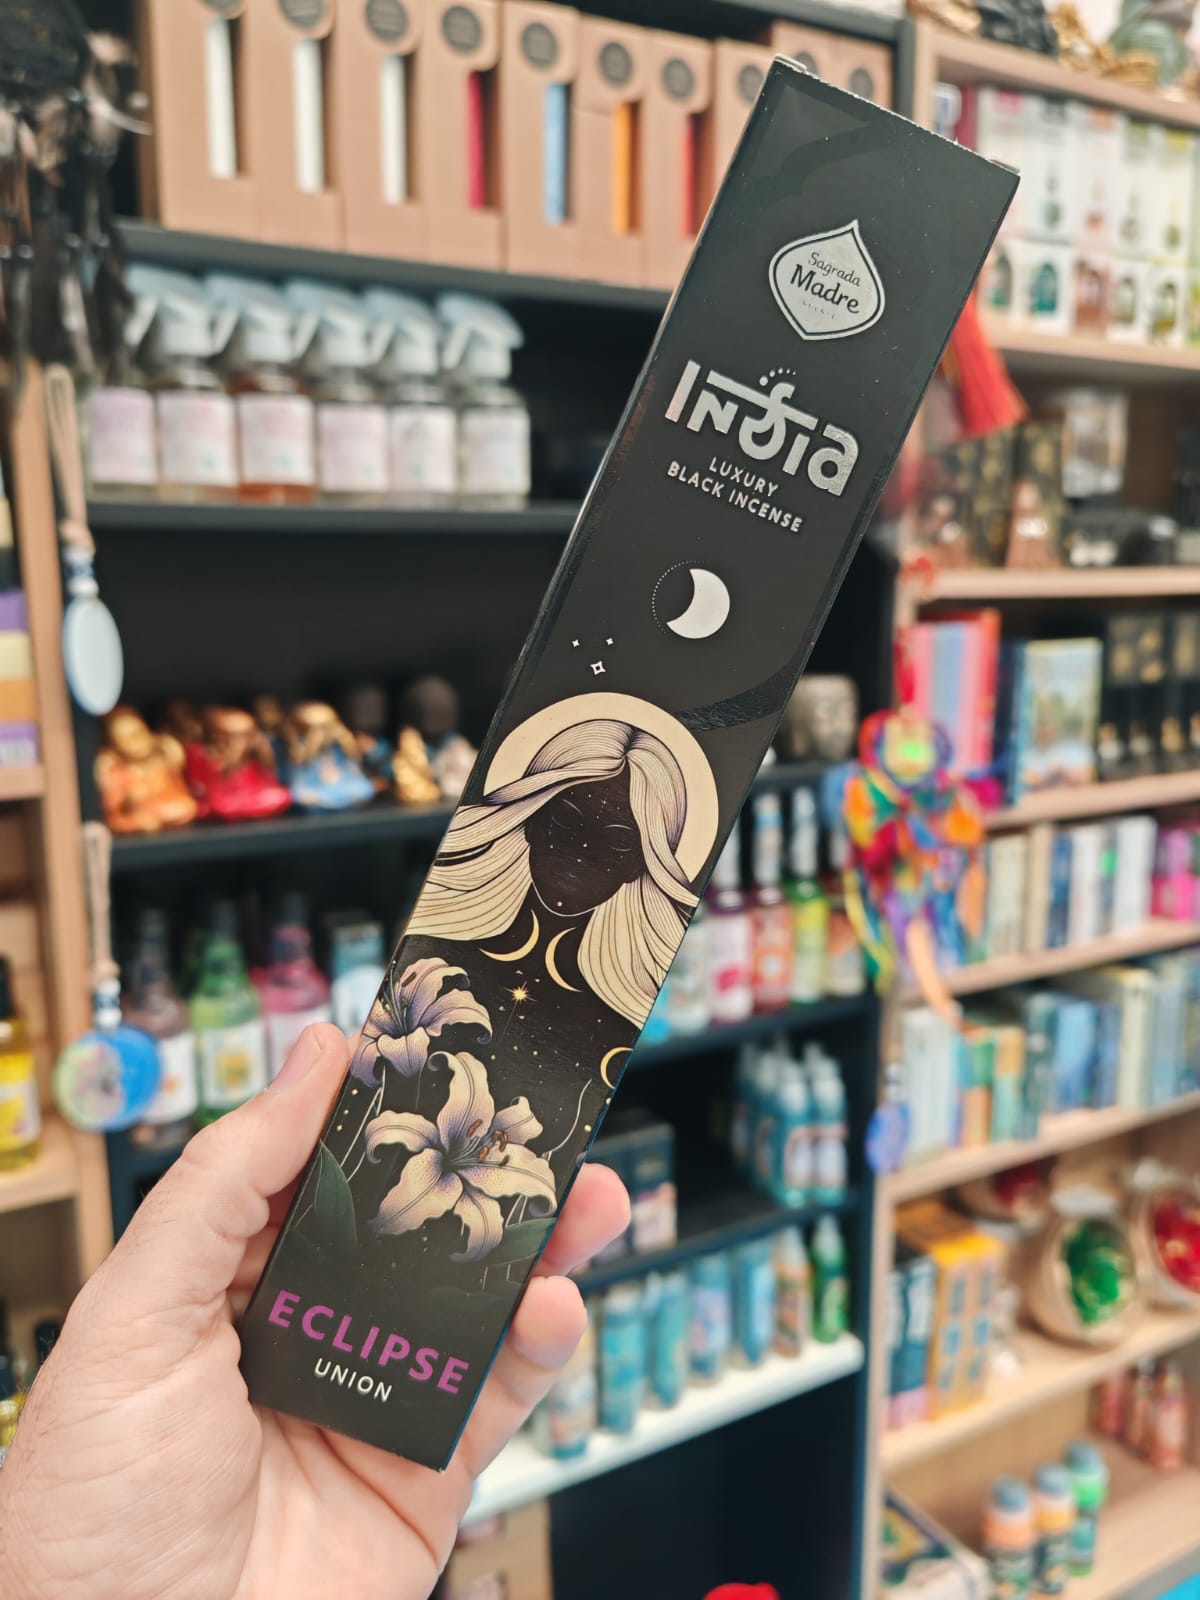 Sagrada
Madre
INDIA
LUXURY
BLACK INCENSE
ECLIPSE
UNION